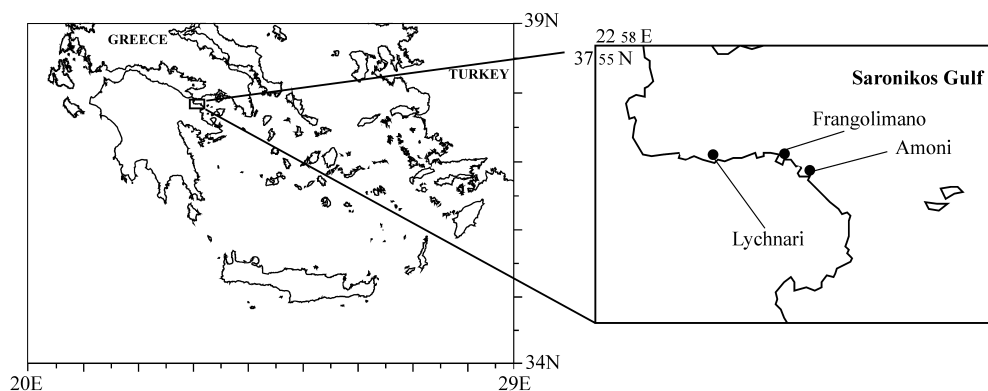 GREECE
TURKEY
39N
34N
20E
29E
22 58 E
37 55 N
Saronikos Gulf
Frangolimano
Amoni
Lychnari